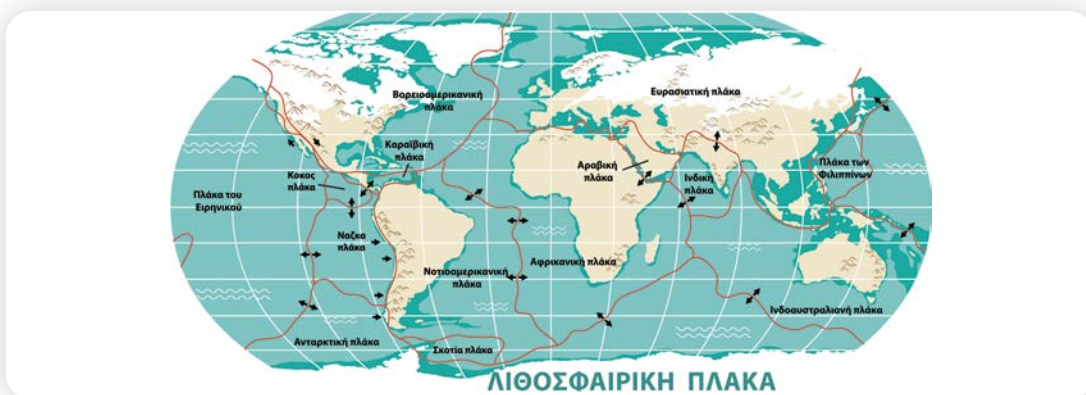 Βορειοαμερικανική
πλάκα
Ευρασιατική πλάκα
Καραϊβική
πλάκα
Αραβική
πλάκα
Κοκος
πλάκα
Ινδική
πλάκα
Πλάκα των
Φιλιππίνων
Πλάκα του
Ειρηνικού
Ναζκα
πλάκα
Νοτιοαμερικανική
πλάκα
Αφρικανική πλάκα
Ινδοαυστραλιανή πλάκα
Ανταρκτική πλάκα
Σκοτία πλάκα
ΛΙΘΟΣΦΑΙΡΙΚΗ ΠΛΑΚΑ